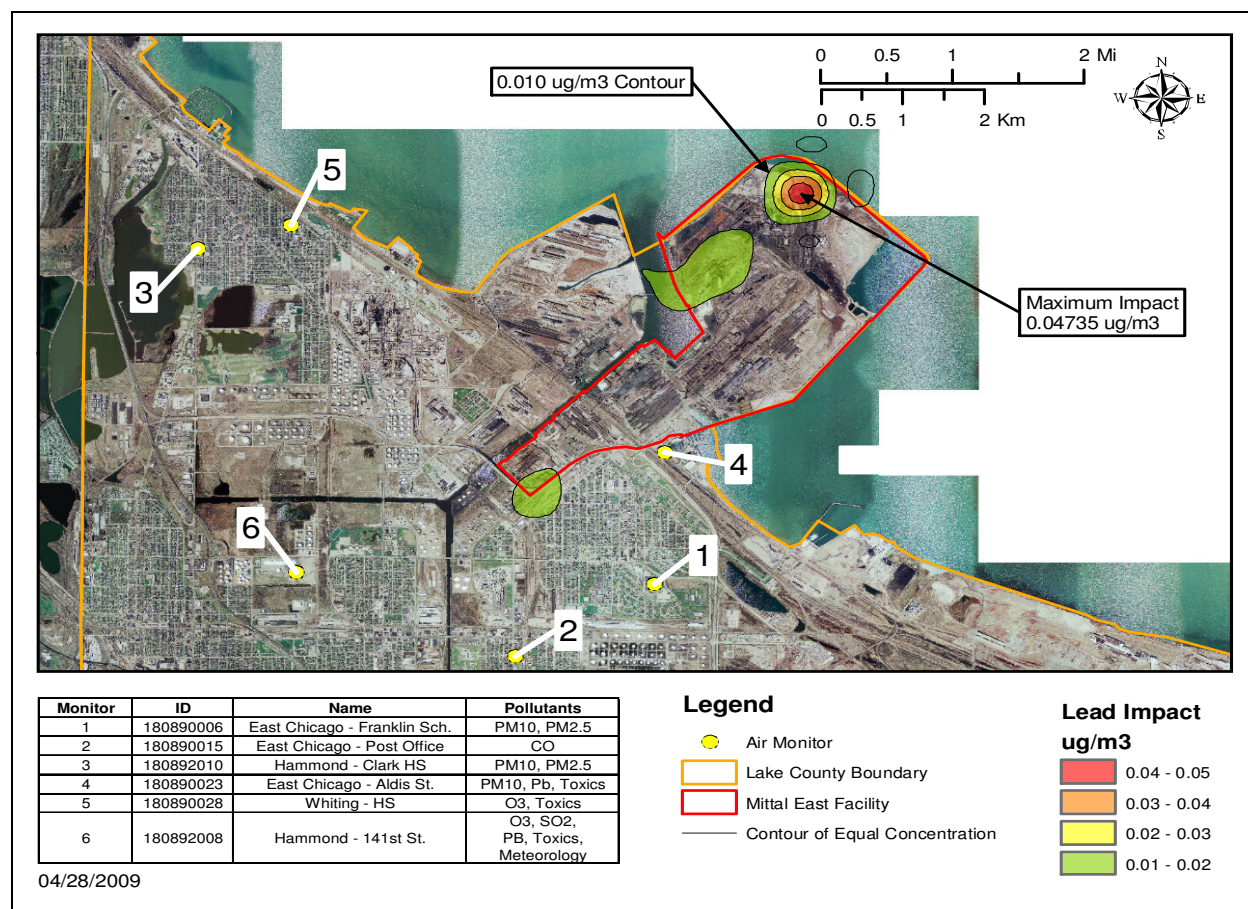 0 0.5 1 2 Mi
0 0.5 1 2 Km
N
W E
S
0.010 ug/m3 Contour
5
3
Maximum Impact
0.04735 ug/m3
4
6
1
2
Monitor ID Name Pollutants
1 180890006 East Chicago - Franklin Sch. PM10, PM2.5
2 180890015 East Chicago - Post Office CO
3 180892010 Hammond - Clark HS PM10, PM2.5
4 180890023 East Chicago - Aldis St. PM10, Pb, Toxics
5 180890028 Whiting - HS O3, Toxics
6 180892008 Hammond - 141st St. O3, SO2,
PB, Toxics,
Meteorology
04/28/2009
Legend
Air Monitor
Lake County Boundary
Mittal East Facility
Contour of Equal Concentration
Lead Impact
ug/m3
0.04 - 0.05
0.03 - 0.04
0.02 - 0.03
0.01 - 0.02